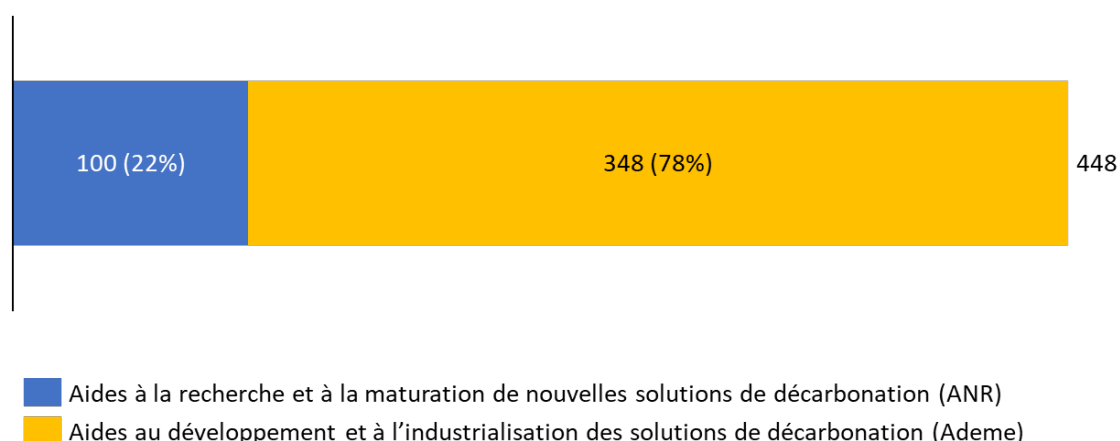 100 (22%)
348 (78%)
448
Aides à la recherche et à la maturation de nouvelles solutions de décarbonation (ANR)
Aides au développement et à l’industrialisation des solutions de décarbonation (Ademe)